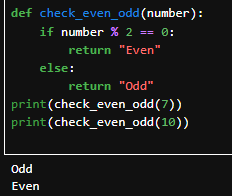 def check_even_odd(number):
    if number % 2 == 0:
        return "Even"
    else:
        return "Odd"
print(check_even_odd(7))
print(check_even_odd(10))
Odd
Even